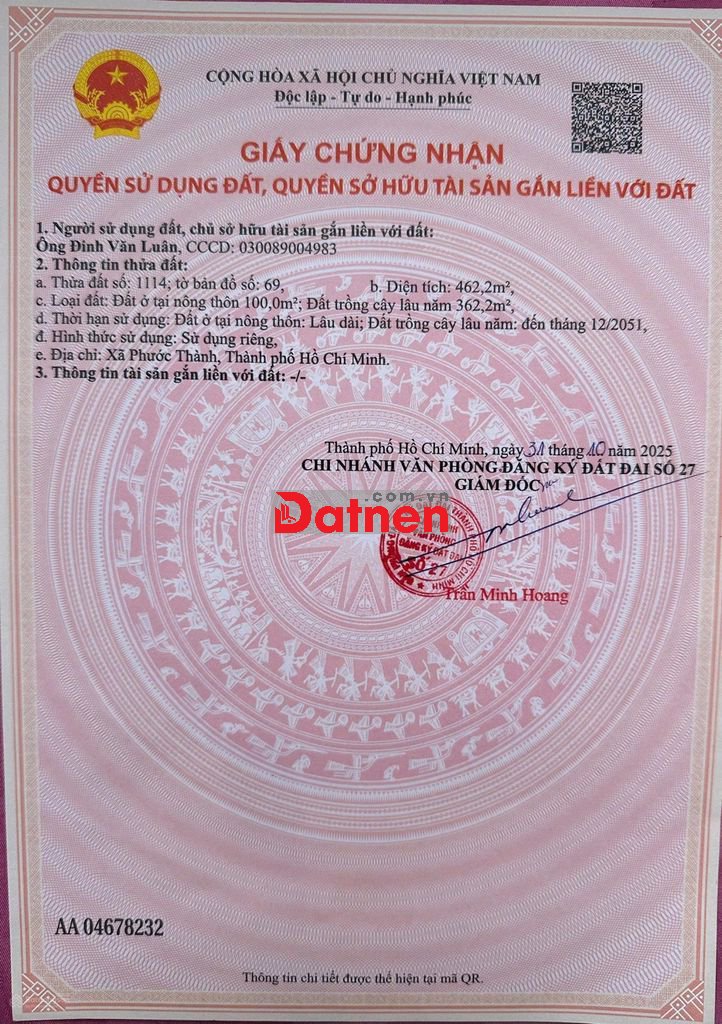 CỘNG HÒA XÃ HỘI CHỦ NGHĨA VIỆT NAM
Độc lập - Tự do - Hạnh phúc
GIẤY CHỨNG NHẬN
QUYỀN SỬ DỤNG ĐẤT, QUYỀN SỞ HỮU TÀI SẢN GẮN LIỀN VỚI ĐẤT
1. Người sử dụng đất, chủ sở hữu tài sản gắn liền với đất:
Ông Đinh Văn Luân, CCCD: 030089004983
2. Thông tin thửa đất:
a. Thửa đất số: 1114; tờ bản đồ số: 69, b. Diện tích: 462,2m²,
c. Loại đất: Đất ở tại nông thôn 100,0m²; Đất trồng cây lâu năm 362,2m²,
d. Thời hạn sử dụng: Đất ở tại nông thôn: Lâu dài; Đất trồng cây lâu năm: đến tháng 12/2051,
đ. Hình thức sử dụng: Sử dụng riêng,
e. Địa chỉ: Xã Phước Thành, Thành phố Hồ Chí Minh.
3. Thông tin tài sản gắn liền với đất: -/-
Thành phố Hồ Chí Minh, ngày 31 tháng 10 năm 2025
CHI NHÁNH VĂN PHÒNG ĐĂNG KÝ ĐẤT ĐAI SỐ 27
GIÁM ĐỐC
.com.vn
Datnen
VĂN PHÒNG
ĐĂNG KÝ ĐẤT ĐAI
SỐ 27
Trần Minh Hoang
AA 04678232
Thông tin chi tiết được thể hiện tại mã QR.